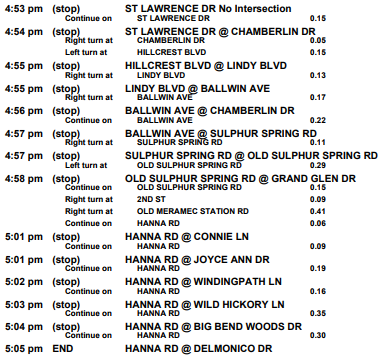 4:53 pm (stop) ST LAWRENCE DR No Intersection
Continue on ST LAWRENCE DR 0.15
4:54 pm (stop) ST LAWRENCE DR @ CHAMBERLIN DR
Right turn at CHAMBERLIN DR 0.05
Left turn at HILLCREST BLVD 0.15
4:55 pm (stop) HILLCREST BLVD @ LINDY BLVD
Right turn at LINDY BLVD 0.13
4:55 pm (stop) LINDY BLVD @ BALLWIN AVE
Right turn at BALLWIN AVE 0.17
4:56 pm (stop) BALLWIN AVE @ CHAMBERLIN DR
Continue on BALLWIN AVE 0.22
4:57 pm (stop) BALLWIN AVE @ SULPHUR SPRING RD
Right turn at SULPHUR SPRING RD 0.11
4:57 pm (stop) SULPHUR SPRING RD @ OLD SULPHUR SPRING RD
Left turn at OLD SULPHUR SPRING RD 0.29
4:58 pm (stop) OLD SULPHUR SPRING RD @ GRAND GLEN DR
Continue on OLD SULPHUR SPRING RD 0.15
Right turn at 2ND ST 0.09
Right turn at OLD MERAMEC STATION RD 0.41
Continue on HANNA RD 0.06
5:01 pm (stop) HANNA RD @ CONNIE LN
Continue on HANNA RD 0.09
5:01 pm (stop) HANNA RD @ JOYCE ANN DR
Continue on HANNA RD 0.19
5:02 pm (stop) HANNA RD @ WINDINGPATH LN
Continue on HANNA RD 0.16
5:03 pm (stop) HANNA RD @ WILD HICKORY LN
Continue on HANNA RD 0.35
5:04 pm (stop) HANNA RD @ BIG BEND WOODS DR
Continue on HANNA RD 0.30
5:05 pm END HANNA RD @ DELMONICO DR